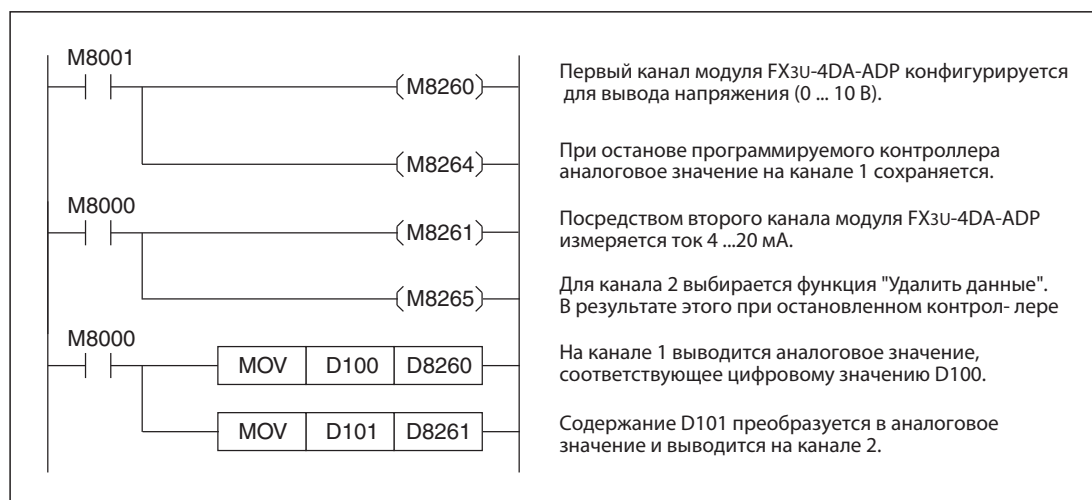 M8001
M8260
Первый канал модуля FX3U-4DA-ADP конфигурируется
для вывода напряжения (0 ... 10 В).
M8264
При останове программируемого контроллера
аналоговое значение на канале 1 сохраняется.
M8000
M8261
Посредством второго канала модуля FX3U-4DA-ADP
измеряется ток 4 ...20 мА.
M8265
Для канала 2 выбирается функция "Удалить данные".
В результате этого при остановленном контрол- лере
M8000
MOV D100 D8260
На канале 1 выводится аналоговое значение,
соответствующее цифровому значению D100.
MOV D101 D8261
Содержание D101 преобразуется в аналоговое
значение и выводится на канале 2.